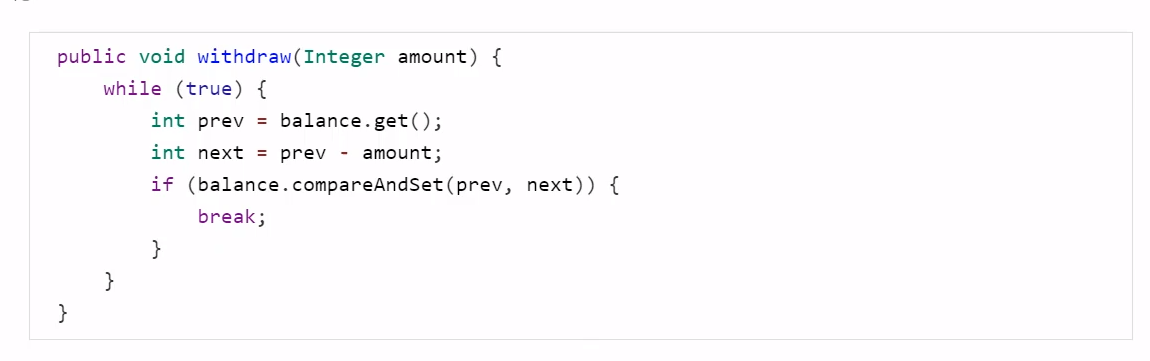 public void withdraw(Integer amount) {
    while (true) {
        int prev = balance.get();
        int next = prev - amount;
        if (balance.compareAndSet(prev, next)) {
            break;
        }
    }
}